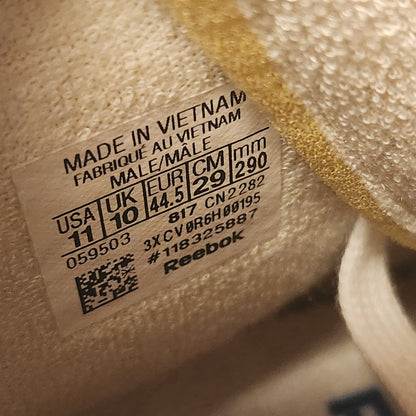 MADE IN VIETNAM
FABRIQUÉ AU VIETNAM
MALE/MÂLE
USA UK EUR CM mm
11 10 44.5 29 290
059503 817 CN2282
3XCV0R6H00195
#118325887
Reebok